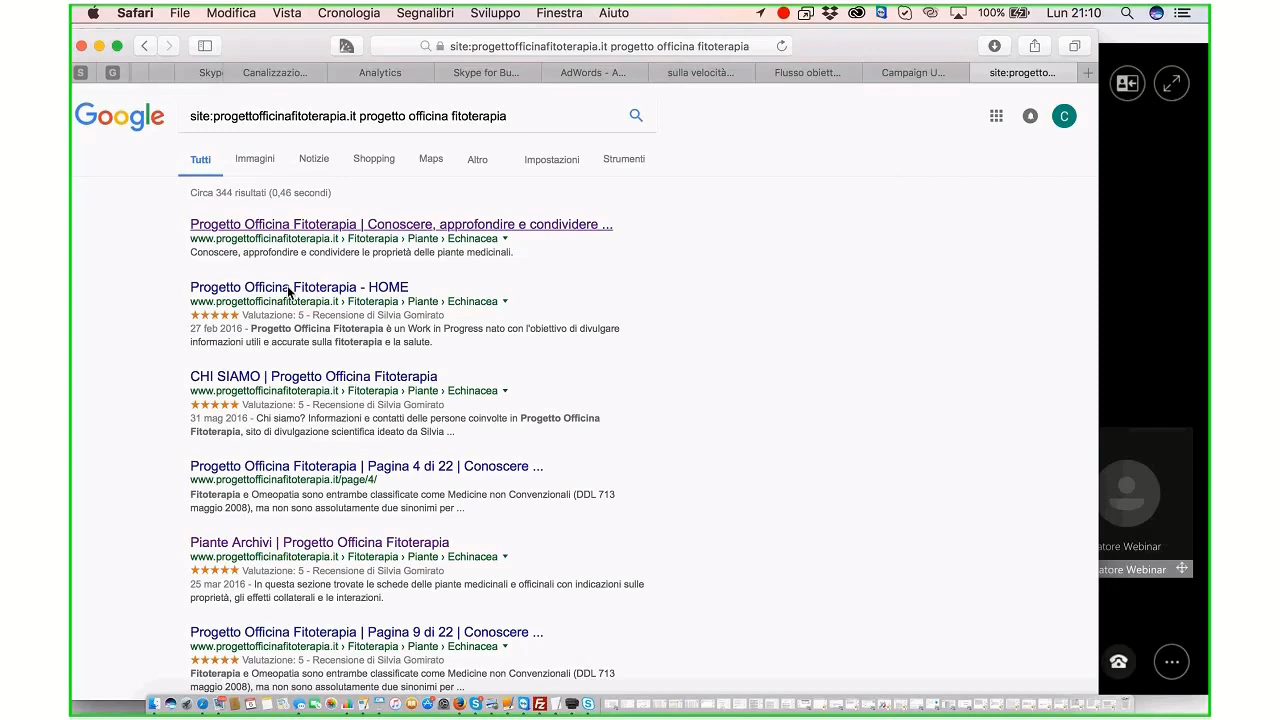 Safari File Modifica Vista Cronologia Segnalibri Sviluppo Finestra Aiuto 100% Lun 21:10
site:progettofficinafitoterapia.it progetto officina fitoterapia
S G Skyp Canalizzazio... Analytics Skype for Bu... AdWords - A... sulla velocità... Flusso obiett... Campaign U... site:progetto... +
Google site:progettofficinafitoterapia.it progetto officina fitoterapia C
Tutti Immagini Notizie Shopping Maps Altro Impostazioni Strumenti
Circa 344 risultati (0,46 secondi)
Progetto Officina Fitoterapia | Conoscere, approfondire e condividere ...
www.progettofficinafitoterapia.it › Fitoterapia › Piante › Echinacea
Conoscere, approfondire e condividere le proprietà delle piante medicinali.
Progetto Officina Fitoterapia - HOME
www.progettofficinafitoterapia.it › Fitoterapia › Piante › Echinacea
★★★★★ Valutazione: 5 - Recensione di Silvia Gomirato
27 feb 2016 - Progetto Officina Fitoterapia è un Work in Progress nato con l'obiettivo di divulgare
informazioni utili e accurate sulla fitoterapia e la salute.
CHI SIAMO | Progetto Officina Fitoterapia
www.progettofficinafitoterapia.it › Fitoterapia › Piante › Echinacea
★★★★★ Valutazione: 5 - Recensione di Silvia Gomirato
31 mag 2016 - Chi siamo? Informazioni e contatti delle persone coinvolte in Progetto Officina
Fitoterapia, sito di divulgazione scientifica ideato da Silvia ...
Progetto Officina Fitoterapia | Pagina 4 di 22 | Conoscere ...
www.progettofficinafitoterapia.it/page/4/
Fitoterapia e Omeopatia sono entrambe classificate come Medicine non Convenzionali (DDL 713
maggio 2008), ma non sono assolutamente due sinonimi per ...
Piante Archivi | Progetto Officina Fitoterapia
www.progettofficinafitoterapia.it › Fitoterapia › Piante › Echinacea
★★★★★ Valutazione: 5 - Recensione di Silvia Gomirato
25 mar 2016 - In questa sezione trovate le schede delle piante medicinali e officinali con indicazioni sulle
proprietà, gli effetti collaterali e le interazioni.
Progetto Officina Fitoterapia | Pagina 9 di 22 | Conoscere ...
www.progettofficinafitoterapia.it › Fitoterapia › Piante › Echinacea
★★★★★ Valutazione: 5 - Recensione di Silvia Gomirato
Fitoterapia e Omeopatia sono entrambe classificate come Medicine non Convenzionali (DDL 713
maggio 2008), ma non sono assolutamente due sinonimi per ...
atore Webinar
atore Webinar